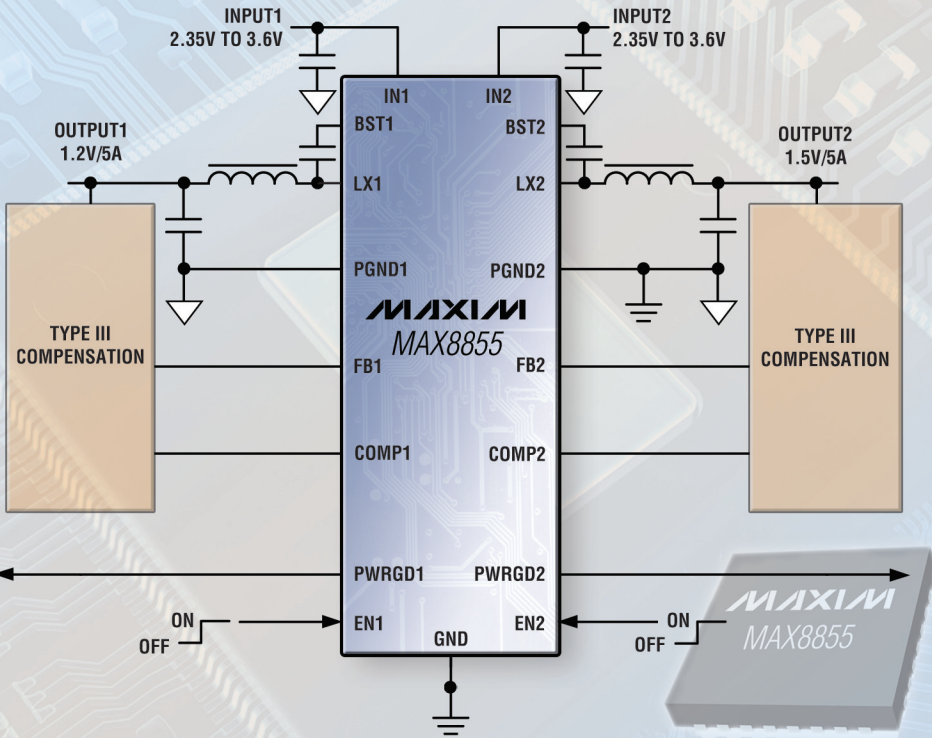 INPUT1
2.35V TO 3.6V
INPUT2
2.35V TO 3.6V
IN1
IN2
BST1
BST2
OUTPUT1
1.2V/5A
OUTPUT2
1.5V/5A
LX1
LX2
PGND1
PGND2
MAXIM
MAX8855
TYPE III
COMPENSATION
TYPE III
COMPENSATION
FB1
FB2
COMP1
COMP2
PWRGD1
PWRGD2
ON
OFF
EN1
EN2
ON
OFF
GND
MAXIM
MAX8855